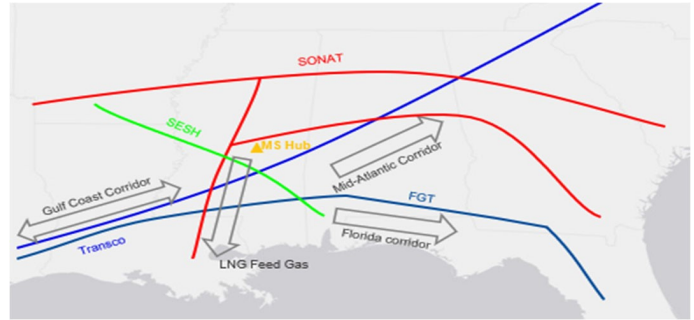 SONAT
SESH
MS Hub
Mid-Atlantic Corridor
Gulf Coast Corridor
FGT
Florida corridor
Transco
LNG Feed Gas